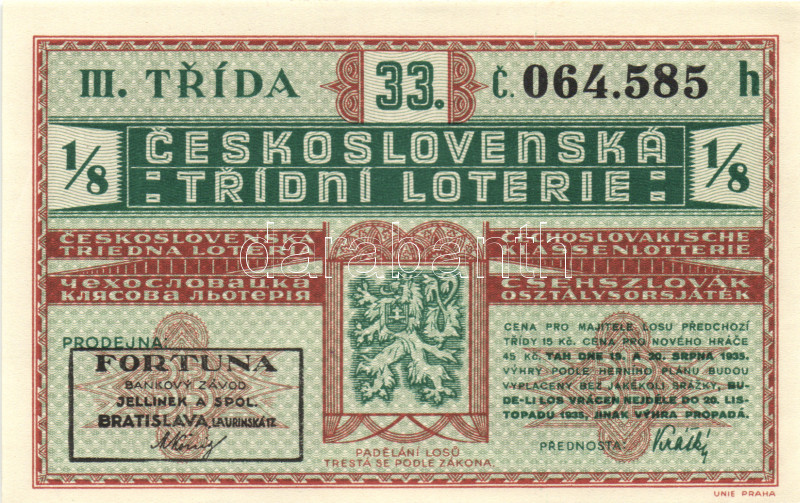 III. TŘÍDA 33. Č. 064.585 h
1/8 ČESKOSLOVENSKÁ 1/8
TŘÍDNÍ LOTERIE
ČESKOSLOVENSKÁ
TRIEDNA LOTERIE
ЧЕХОСЛОВАЦКА
КЛЯСОВА ЛЬОТЕРІЯ
ČECHOSLOVAKISCHE
KLASSENLOTTERIE
CSEHSZLOVÁK
OSZTÁLYSORSJÁTÉK
darabanth
PRODEJNA:
FORTUNA
BANKOVÝ ZÁVOD
JELLINEK A SPOL.
BRATISLAVA, LAURINSKÁ 17.
PADĚLÁNÍ LOSŮ
TRESTÁ SE PODLE ZÁKONA.
CENA PRO MAJITELE LOSU PŘEDCHOZÍ
TŘÍDY 15 Kč. CENA PRO NOVÉHO HRÁČE
45 Kč. TAH DNE 19. A 20. SRPNA 1935.
VÝHRY PODLE HERNÍHO PLÁNU BUDOU
VYPLACENY BEZ JAKÉKOLI SRÁŽKY, BU-
DE-LI LOS VRÁCEN NEJDÉLE DO 20. LIS-
TOPADU 1935, JINAK VÝHRA PROPADÁ.
PŘEDNOSTA: Krátký
UNIE PRAHA